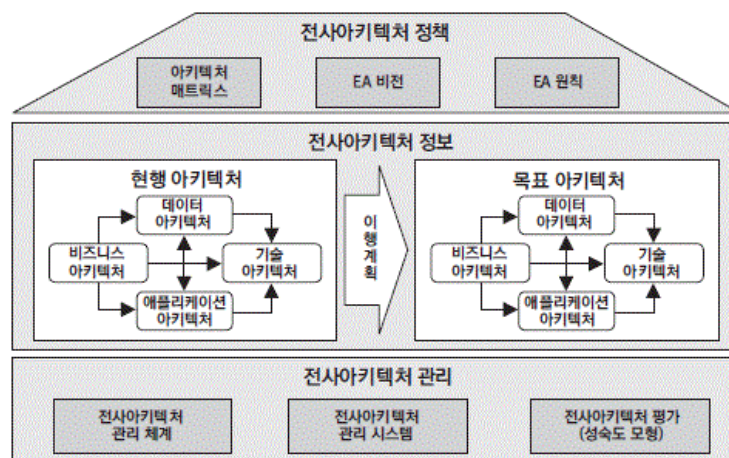 전사아키텍처 정책
아키텍처
매트릭스
EA 비전
EA 원칙
전사아키텍처 정보
현행 아키텍처
데이터
아키텍처
비즈니스
아키텍처
기술
아키텍처
애플리케이션
아키텍처
이
행
계
획
목표 아키텍처
데이터
아키텍처
비즈니스
아키텍처
기술
아키텍처
애플리케이션
아키텍처
전사아키텍처 관리
전사아키텍처
관리 체계
전사아키텍처
관리 시스템
전사아키텍처 평가
(성숙도 모형)